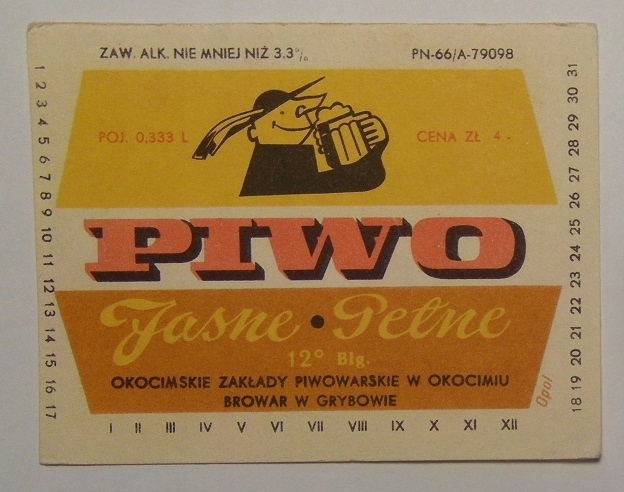 ZAW. ALK. NIE MNIEJ NIŻ 3.3% PN-66/A-79098
POJ. 0,333 L CENA ZŁ 4 -
PIWO
Jasne • Pełne
12° Blg.
OKOCIMSKIE ZAKŁADY PIWOWARSKIE W OKOCIMIU
BROWAR W GRYBOWIE
Opol
1 2 3 4 5 6 7 8 9 10 11 12 13 14 15 16 17
18 19 20 21 22 23 24 25 26 27 28 29 30 31
I II III IV V VI VII VIII IX X XI XII